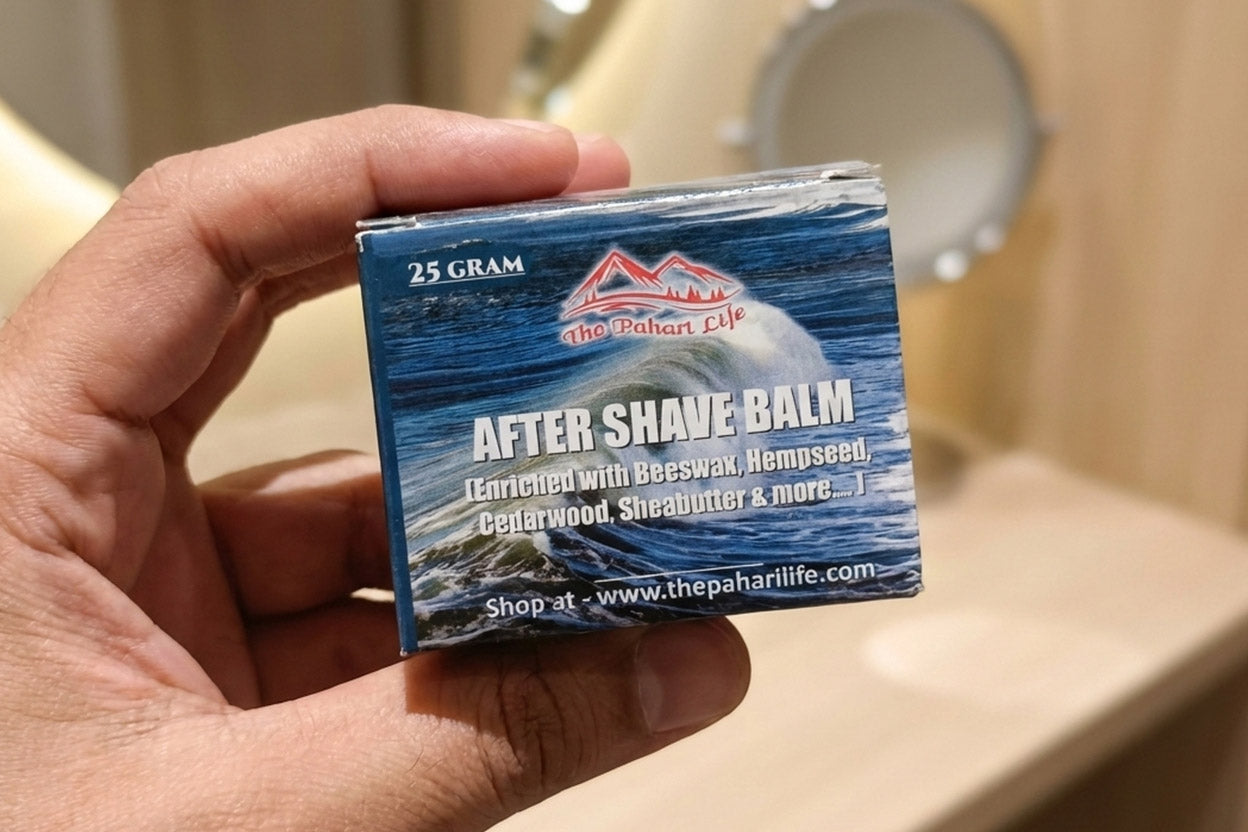 25 GRAM
The Pahari Life
AFTER SHAVE BALM
[Enriched with Beeswax, Hempseed,
Cedarwood, Sheabutter & more.... ]
Shop at - www.thepaharilife.com